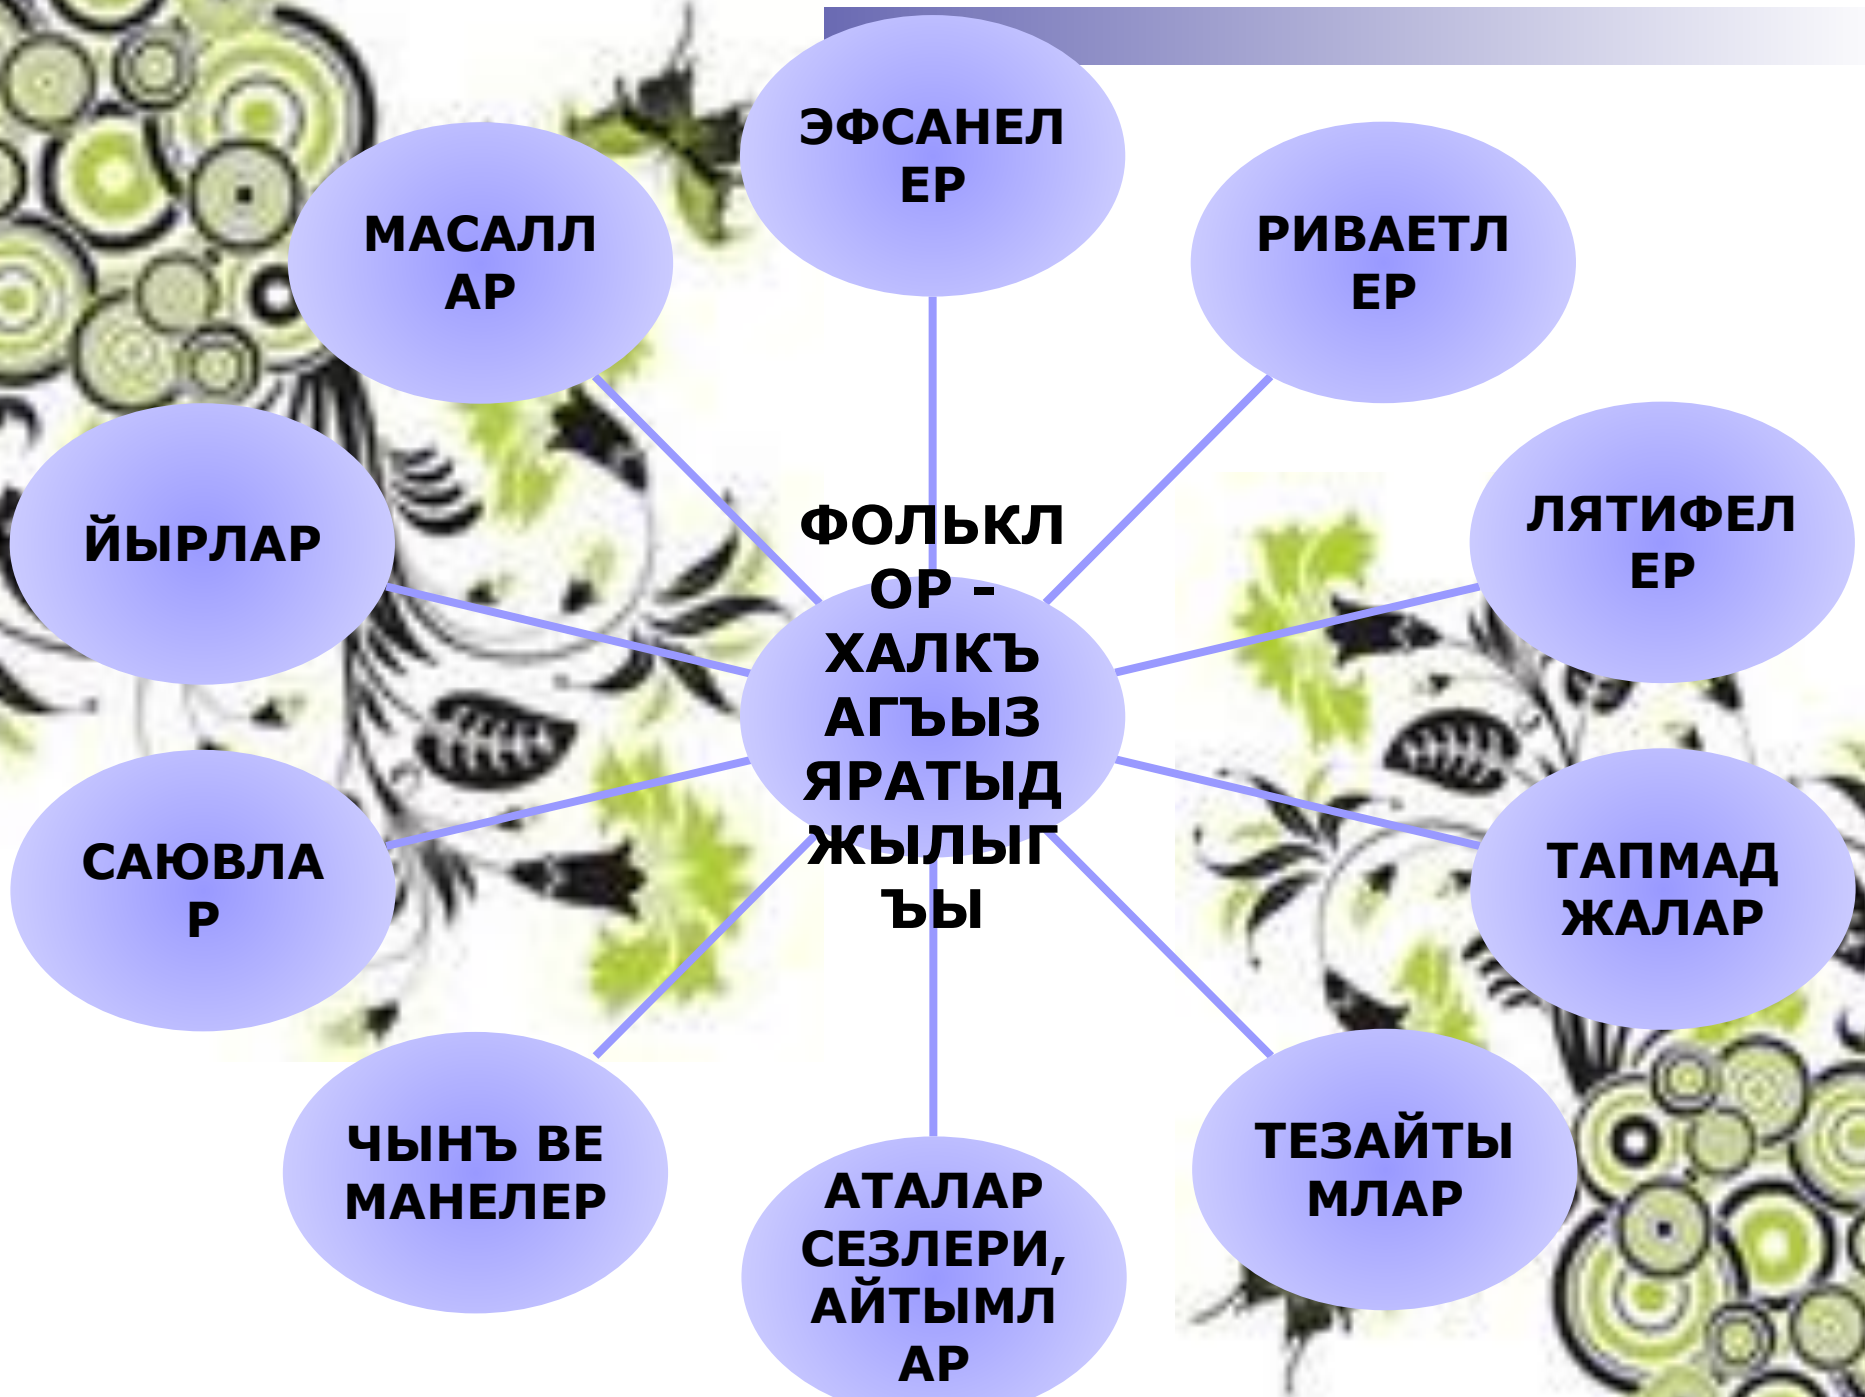 ЭФСАНЕЛ
ЕР
МАСАЛЛ
АР
РИВАЕТЛ
ЕР
ЙЫРЛАР
ЛЯТИФЕЛ
ЕР
ФОЛЬКЛ
ОР -
ХАЛКЪ
АГЪЫЗ
ЯРАТЫД
ЖЫЛЫГ
ЪЫ
САЮВЛА
Р
ТАПМАД
ЖАЛАР
ЧЫНЪ ВЕ
МАНЕЛЕР
АТАЛАР
СЕЗЛЕРИ,
АЙТЫМЛ
АР
ТЕЗАЙТЫ
МЛАР